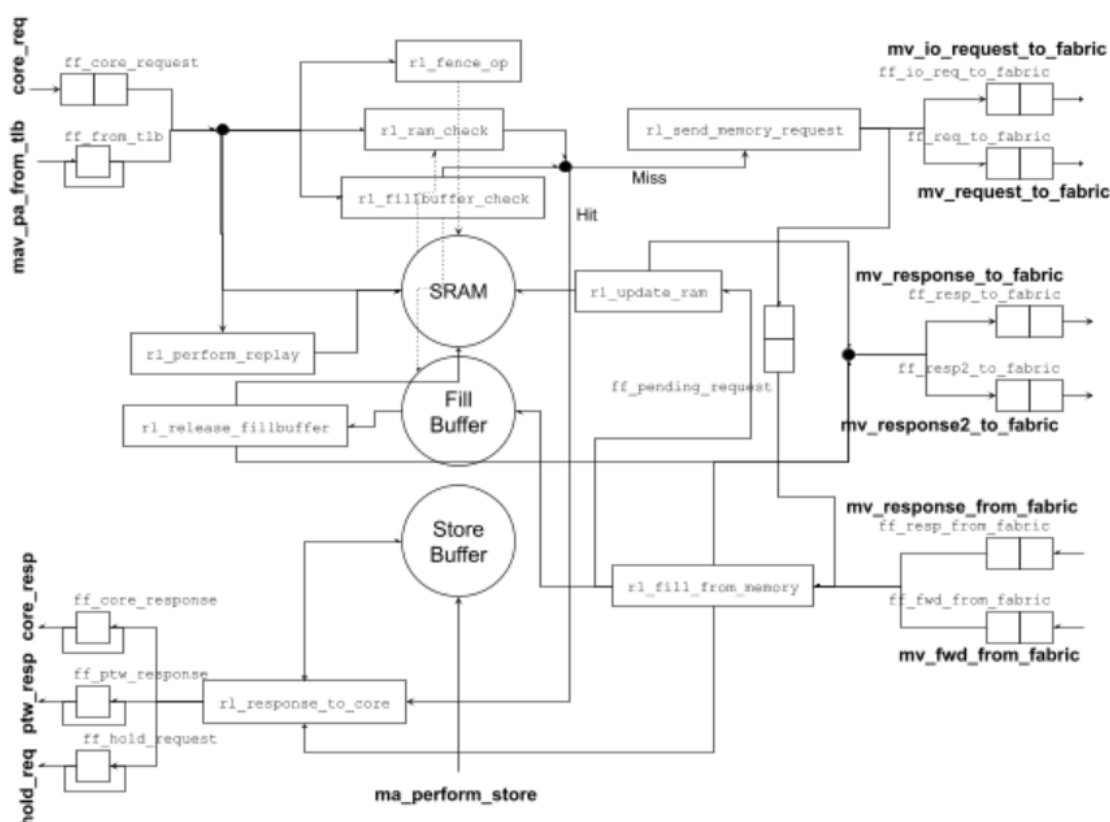 core_req
ff_core_request
mav_pa_from_tlb
ff_from_tlb
rl_fence_op
rl_ram_check
rl_fillbuffer_check
rl_send_memory_request
Miss
Hit
mv_io_request_to_fabric
ff_io_req_to_fabric
ff_req_to_fabric
mv_request_to_fabric
SRAM
rl_update_ram
rl_perform_replay
mv_response_to_fabric
ff_resp_to_fabric
ff_resp2_to_fabric
mv_response2_to_fabric
ff_pending_request
Fill
Buffer
rl_release_fillbuffer
Store
Buffer
mv_response_from_fabric
ff_resp_from_fabric
rl_fill_from_memory
ff_fwd_from_fabric
mv_fwd_from_fabric
core_resp
ff_core_response
ptw_resp
ff_ptw_response
rl_response_to_core
hold_req
ff_hold_request
ma_perform_store